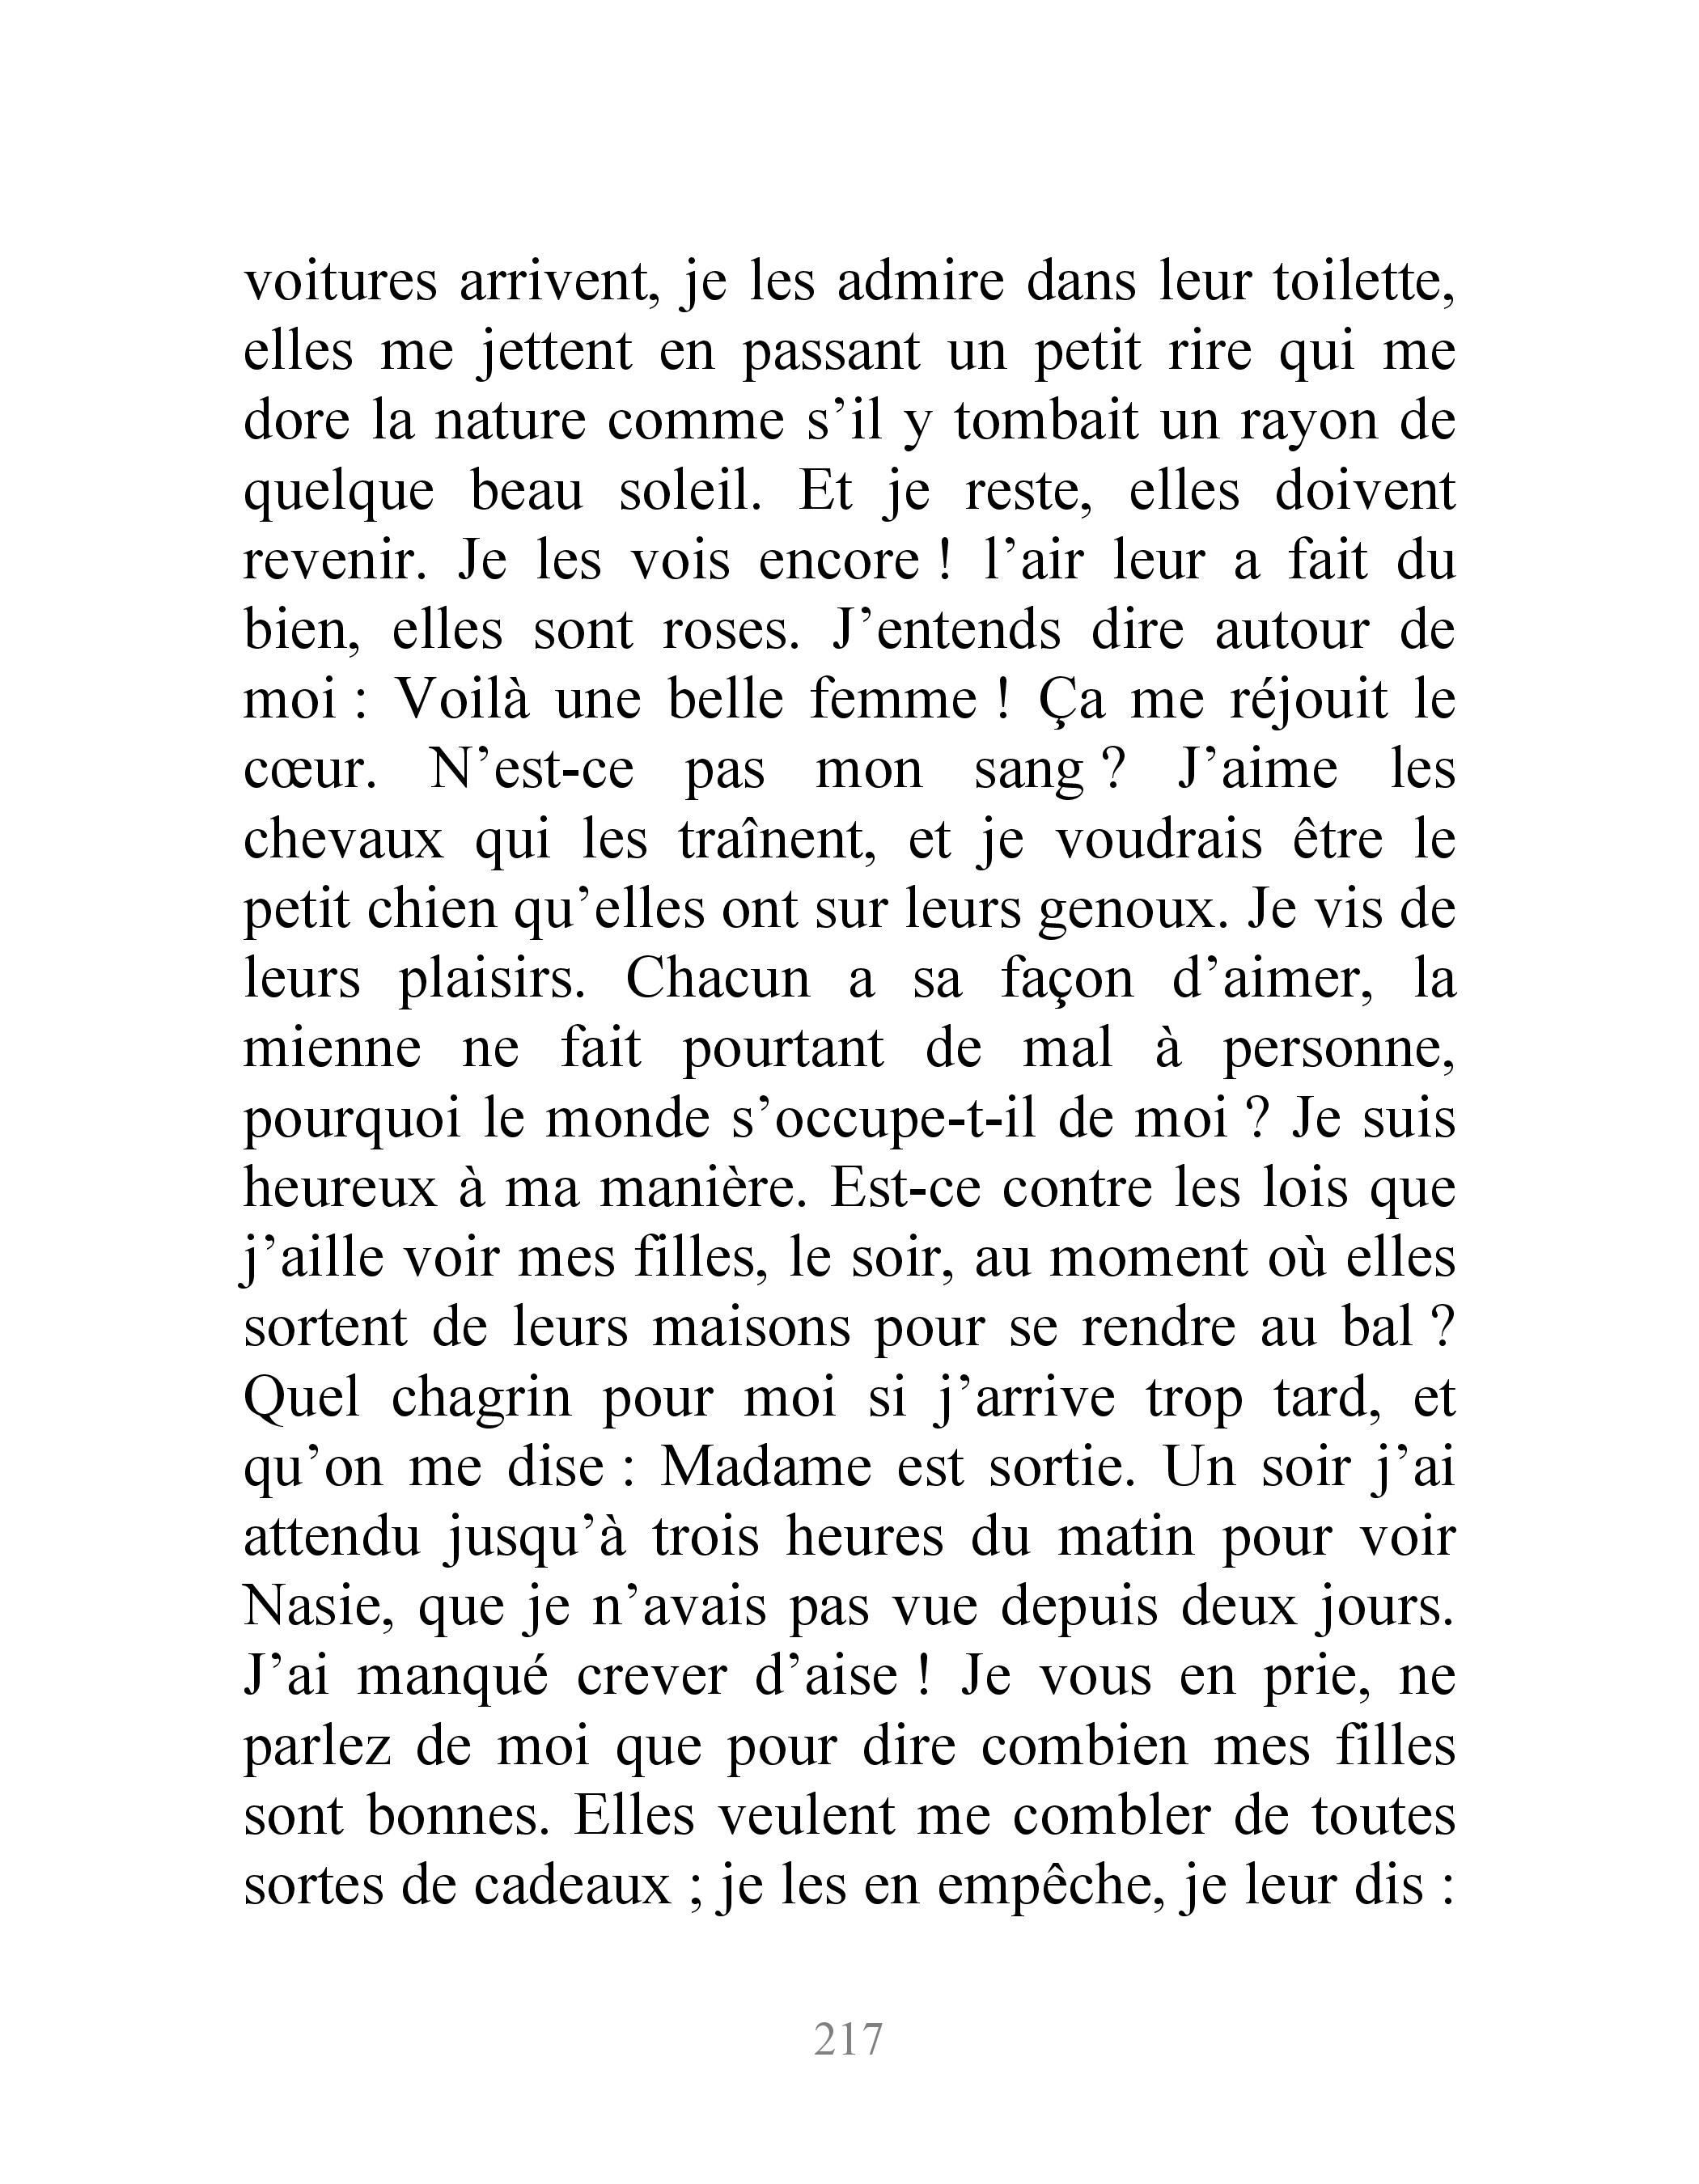 voitures arrivent, je les admire dans leur toilette,
elles me jettent en passant un petit rire qui me
dore la nature comme s’il y tombait un rayon de
quelque beau soleil. Et je reste, elles doivent
revenir. Je les vois encore ! l’air leur a fait du
bien, elles sont roses. J’entends dire autour de
moi : Voilà une belle femme ! Ça me réjouit le
cœur. N’est-ce pas mon sang ? J’aime les
chevaux qui les traînent, et je voudrais être le
petit chien qu’elles ont sur leurs genoux. Je vis de
leurs plaisirs. Chacun a sa façon d’aimer, la
mienne ne fait pourtant de mal à personne,
pourquoi le monde s’occupe-t-il de moi ? Je suis
heureux à ma manière. Est-ce contre les lois que
j’aille voir mes filles, le soir, au moment où elles
sortent de leurs maisons pour se rendre au bal ?
Quel chagrin pour moi si j’arrive trop tard, et
qu’on me dise : Madame est sortie. Un soir j’ai
attendu jusqu’à trois heures du matin pour voir
Nasie, que je n’avais pas vue depuis deux jours.
J’ai manqué crever d’aise ! Je vous en prie, ne
parlez de moi que pour dire combien mes filles
sont bonnes. Elles veulent me combler de toutes
sortes de cadeaux ; je les en empêche, je leur dis :
217